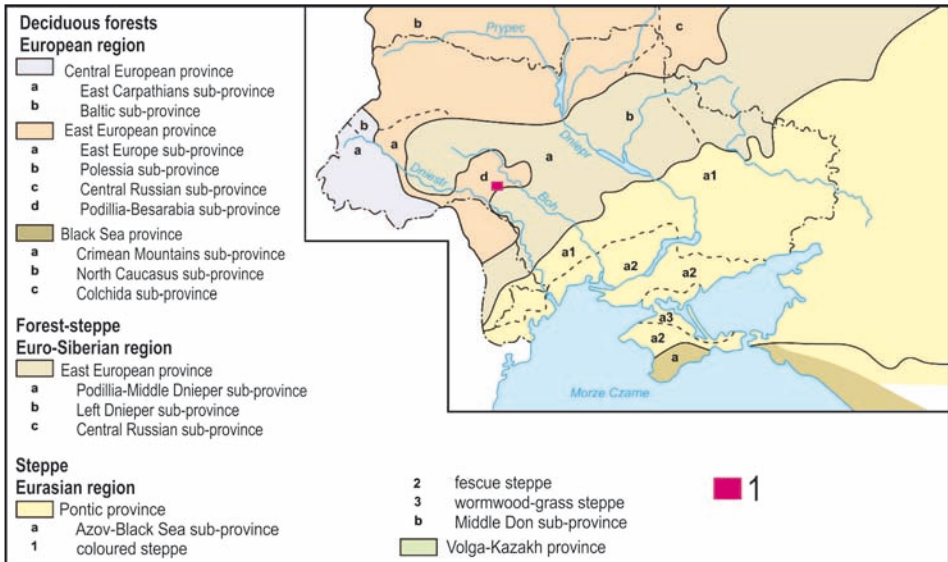 Deciduous forests
European region
Central European province
a East Carpathians sub-province
b Baltic sub-province
East European province
a East Europe sub-province
b Polessia sub-province
c Central Russian sub-province
d Podillia-Besarabia sub-province
Black Sea province
a Crimean Mountains sub-province
b North Caucasus sub-province
c Colchida sub-province
Forest-steppe
Euro-Siberian region
East European province
a Podillia-Middle Dnieper sub-province
b Left Dnieper sub-province
c Central Russian sub-province
Steppe
Eurasian region
Pontic province
a Azov-Black Sea sub-province
1 coloured steppe
2 fescue steppe
3 wormwood-grass steppe
b Middle Don sub-province
Volga-Kazakh province
1
b
Prypec
c
b
b
a
a
a
Dniepr
Dniestr
d
Boh
a1
a1
a2
a2
a3
a2
a
Morze Czarne